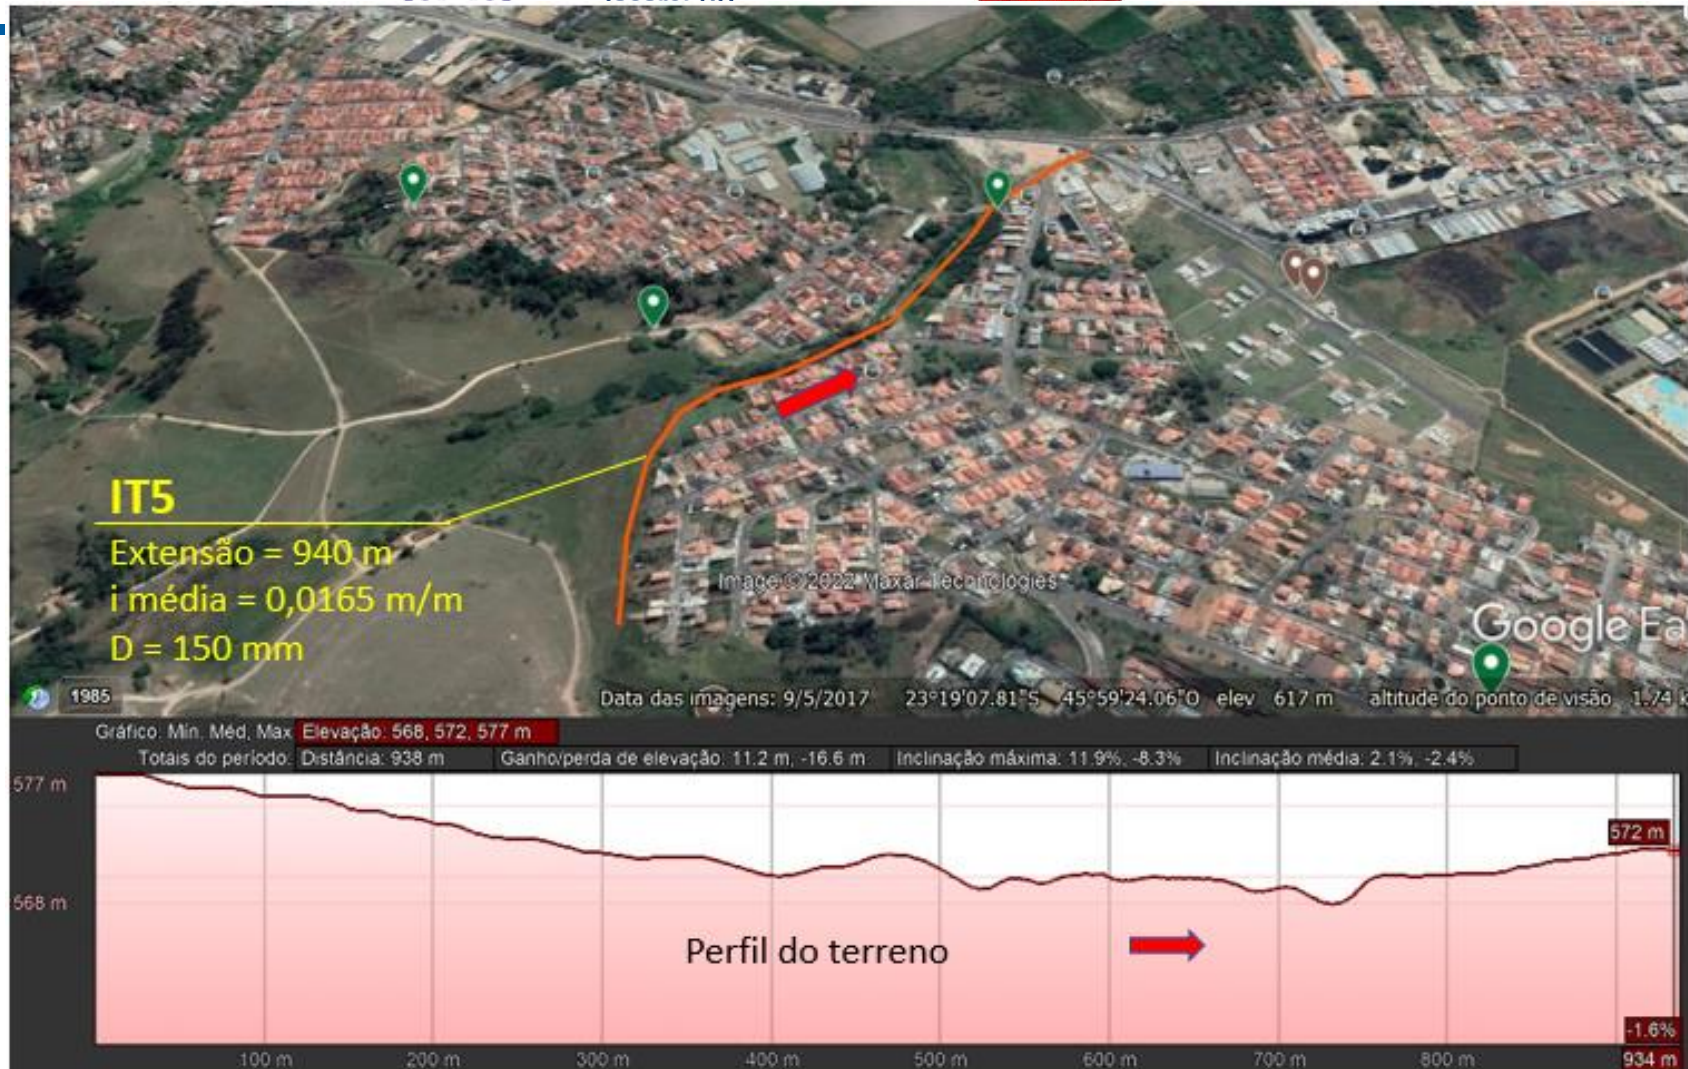 IT5
Extensão = 940 m
i média = 0,0165 m/m
D = 150 mm
Image © 2022 Maxar Technologies
Google Ea
1985
Data das imagens: 9/5/2017 23°19'07.81"S 45°59'24.06"O elev 617 m altitude do ponto de visão 1.74 k
Gráfico: Mín, Méd, Max Elevação: 568, 572, 577 m
Totais do período: Distância: 938 m Ganho/perda de elevação: 11.2 m, -16.6 m Inclinação máxima: 11.9%, -8.3% Inclinação média: 2.1%, -2.4%
577 m
572 m
568 m
Perfil do terreno
-1.6%
100 m 200 m 300 m 400 m 500 m 600 m 700 m 800 m 934 m